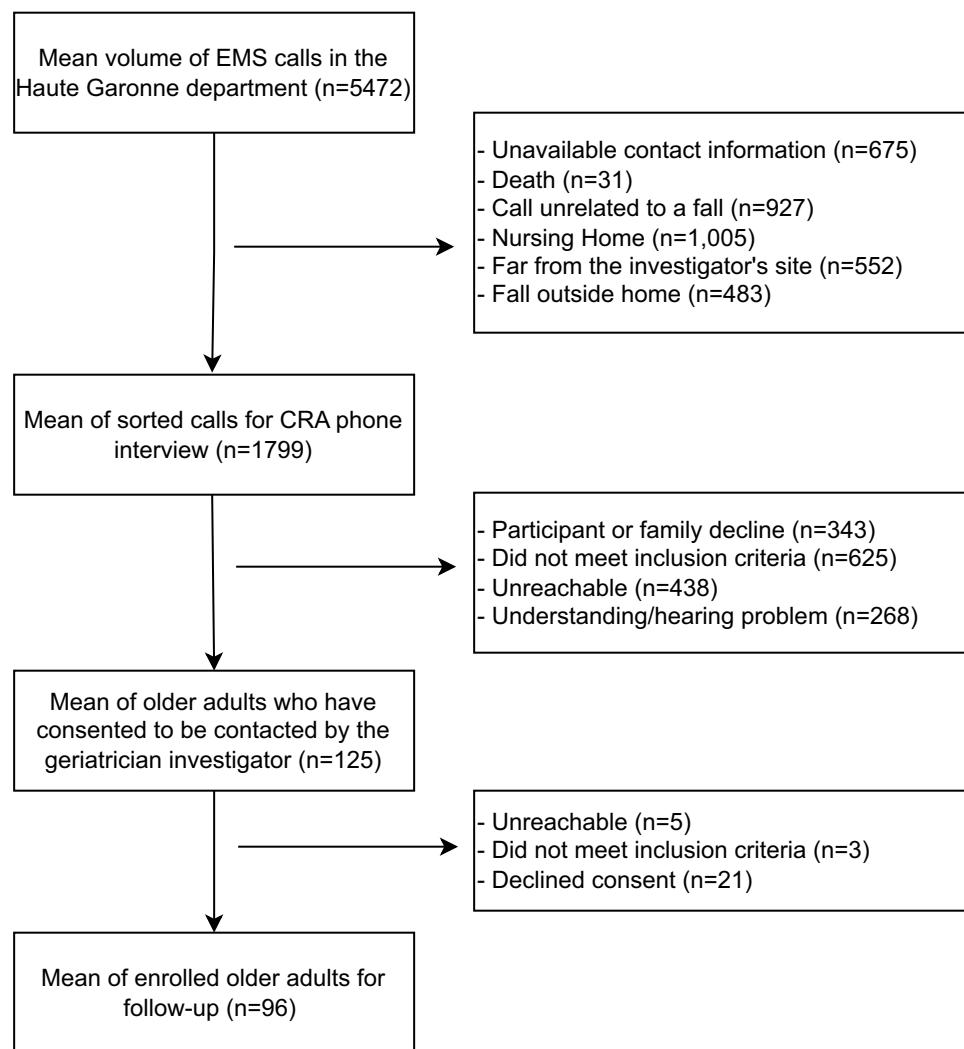 Mean volume of EMS calls in the
Haute Garonne department (n=5472)
- Unavailable contact information (n=675)
- Death (n=31)
- Call unrelated to a fall (n=927)
- Nursing Home (n=1,005)
- Far from the investigator's site (n=552)
- Fall outside home (n=483)
Mean of sorted calls for CRA phone
interview (n=1799)
- Participant or family decline (n=343)
- Did not meet inclusion criteria (n=625)
- Unreachable (n=438)
- Understanding/hearing problem (n=268)
Mean of older adults who have
consented to be contacted by the
geriatrician investigator (n=125)
- Unreachable (n=5)
- Did not meet inclusion criteria (n=3)
- Declined consent (n=21)
Mean of enrolled older adults for
follow-up (n=96)